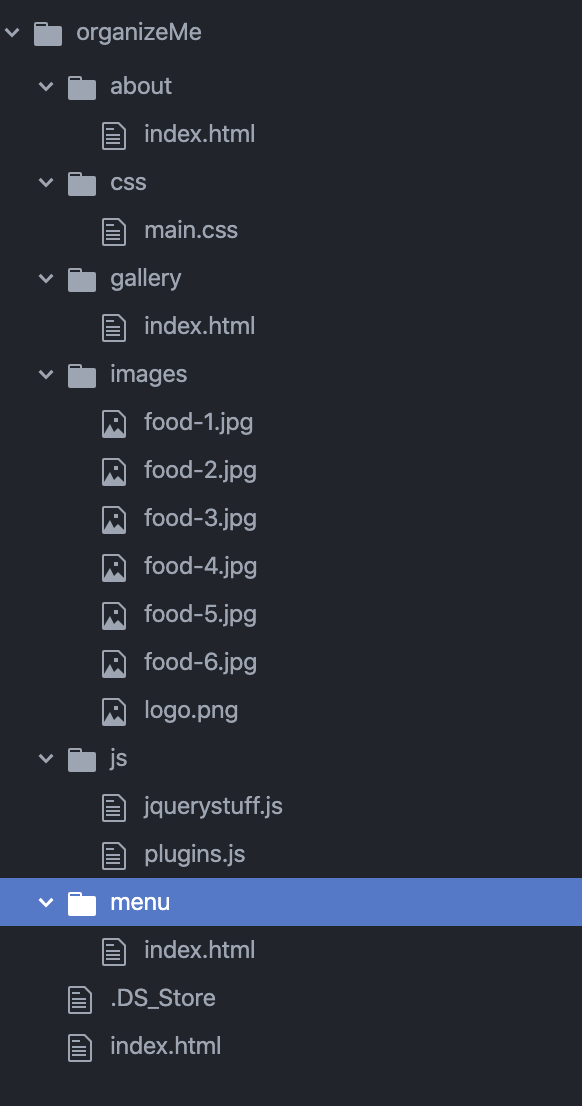 organizeMe
about
index.html
css
main.css
gallery
index.html
images
food-1.jpg
food-2.jpg
food-3.jpg
food-4.jpg
food-5.jpg
food-6.jpg
logo.png
js
jquerystuff.js
plugins.js
menu
index.html
.DS_Store
index.html